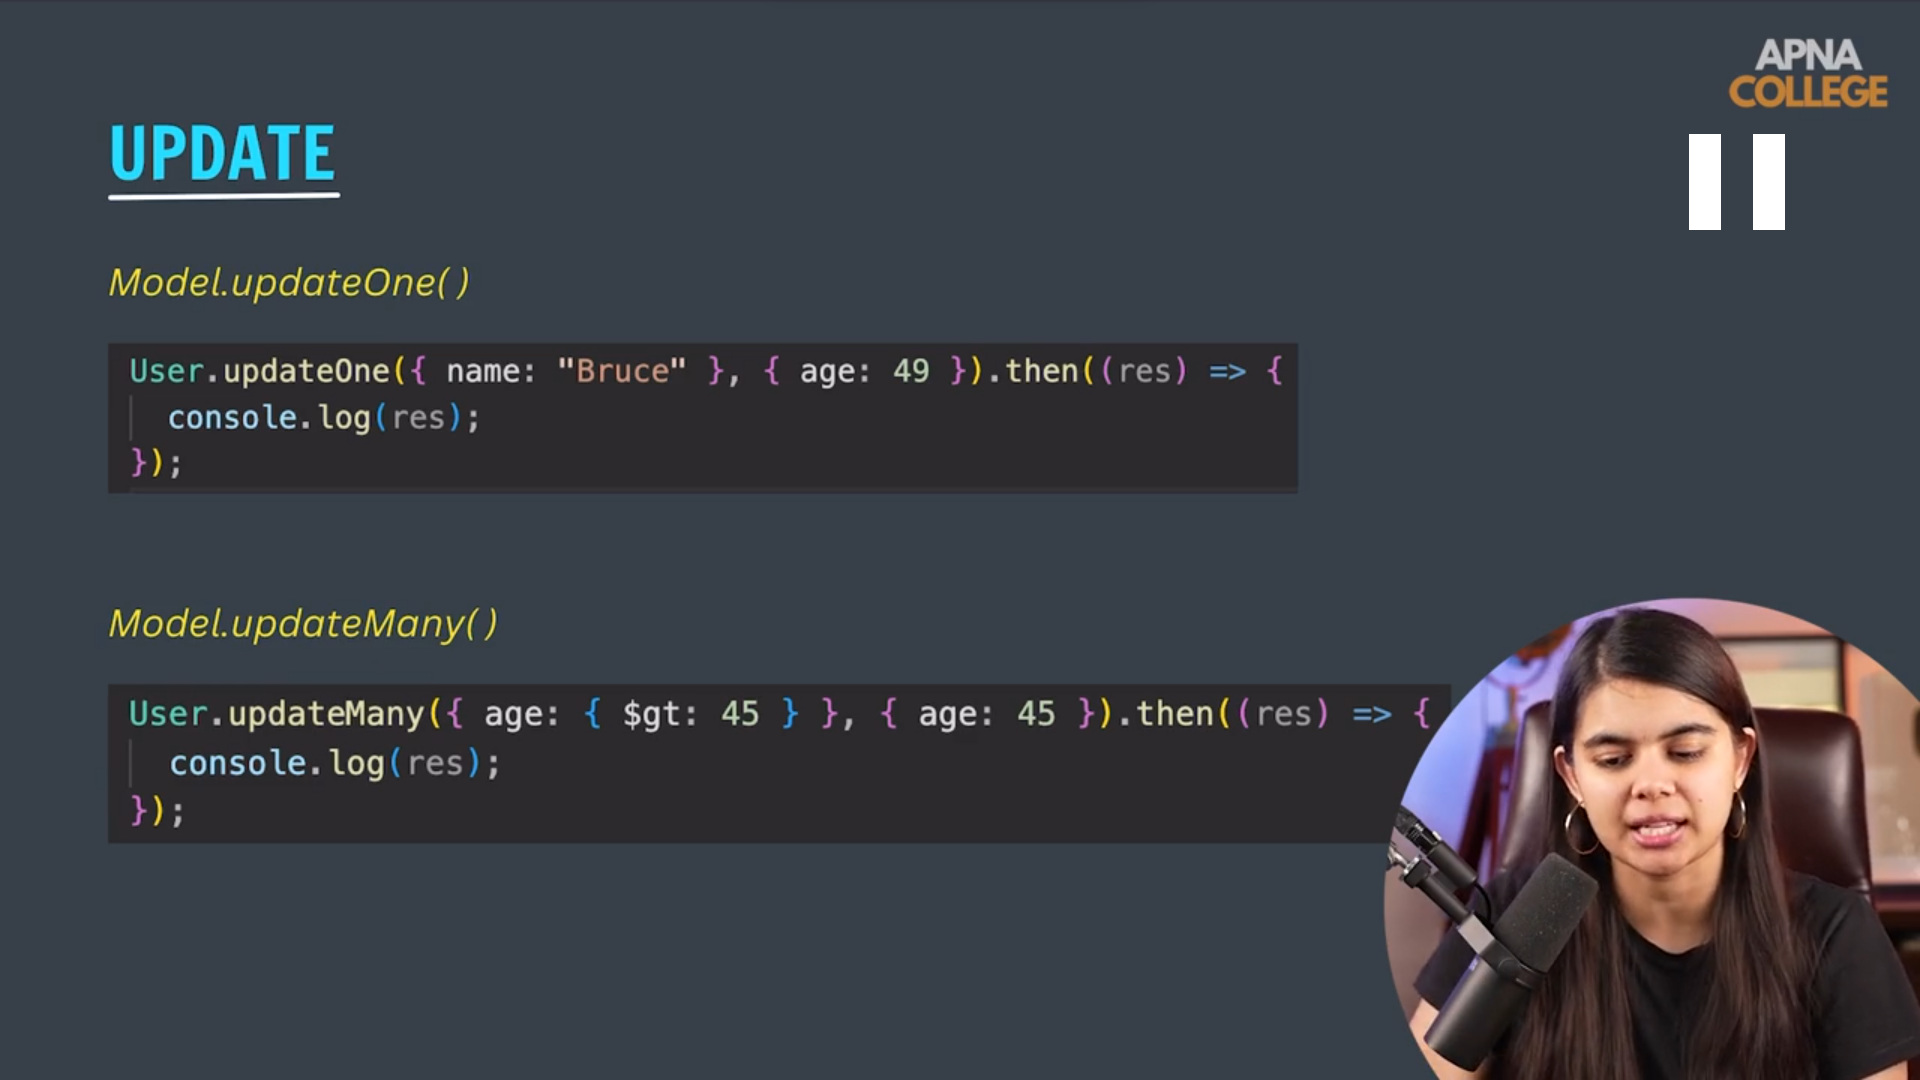 APNA
COLLEGE
UPDATE
Model.updateOne( )
User.updateOne({ name: "Bruce" }, { age: 49 }).then((res) => {
console.log(res);
});
Model.updateMany( )
User.updateMany({ age: { $gt: 45 } }, { age: 45 }).then((res) => {
console.log(res);
});